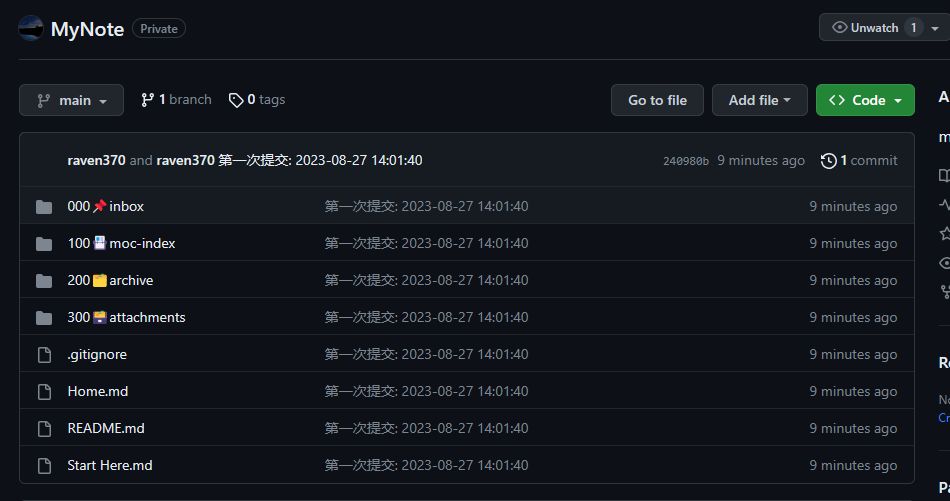 MyNote Private Unwatch 1
main 1 branch 0 tags Go to file Add file <> Code
raven370 and raven370 第一次提交: 2023-08-27 14:01:40 240980b 9 minutes ago 1 commit
000📌inbox 第一次提交: 2023-08-27 14:01:40 9 minutes ago
100📇moc-index 第一次提交: 2023-08-27 14:01:40 9 minutes ago
200🗂️archive 第一次提交: 2023-08-27 14:01:40 9 minutes ago
300🗃️attachments 第一次提交: 2023-08-27 14:01:40 9 minutes ago
.gitignore 第一次提交: 2023-08-27 14:01:40 9 minutes ago
Home.md 第一次提交: 2023-08-27 14:01:40 9 minutes ago
README.md 第一次提交: 2023-08-27 14:01:40 9 minutes ago
Start Here.md 第一次提交: 2023-08-27 14:01:40 9 minutes ago